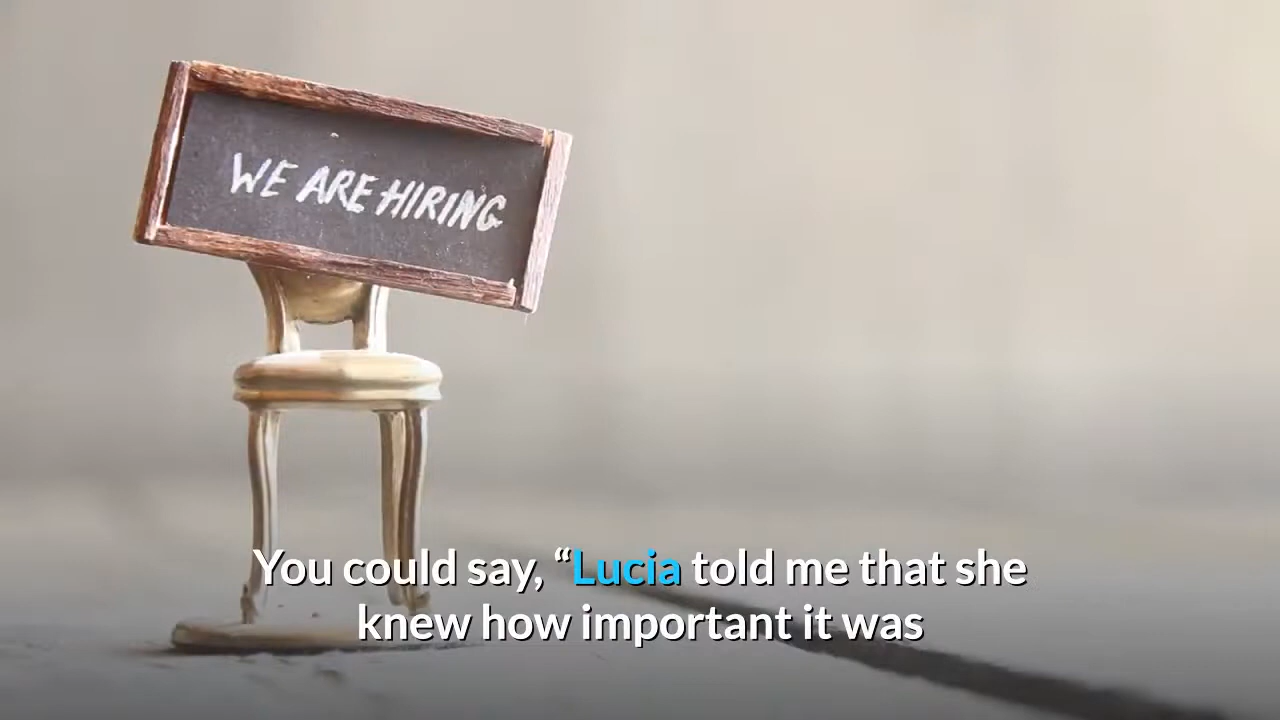 WE ARE HIRING
You could say, “Lucia told me that she
knew how important it was